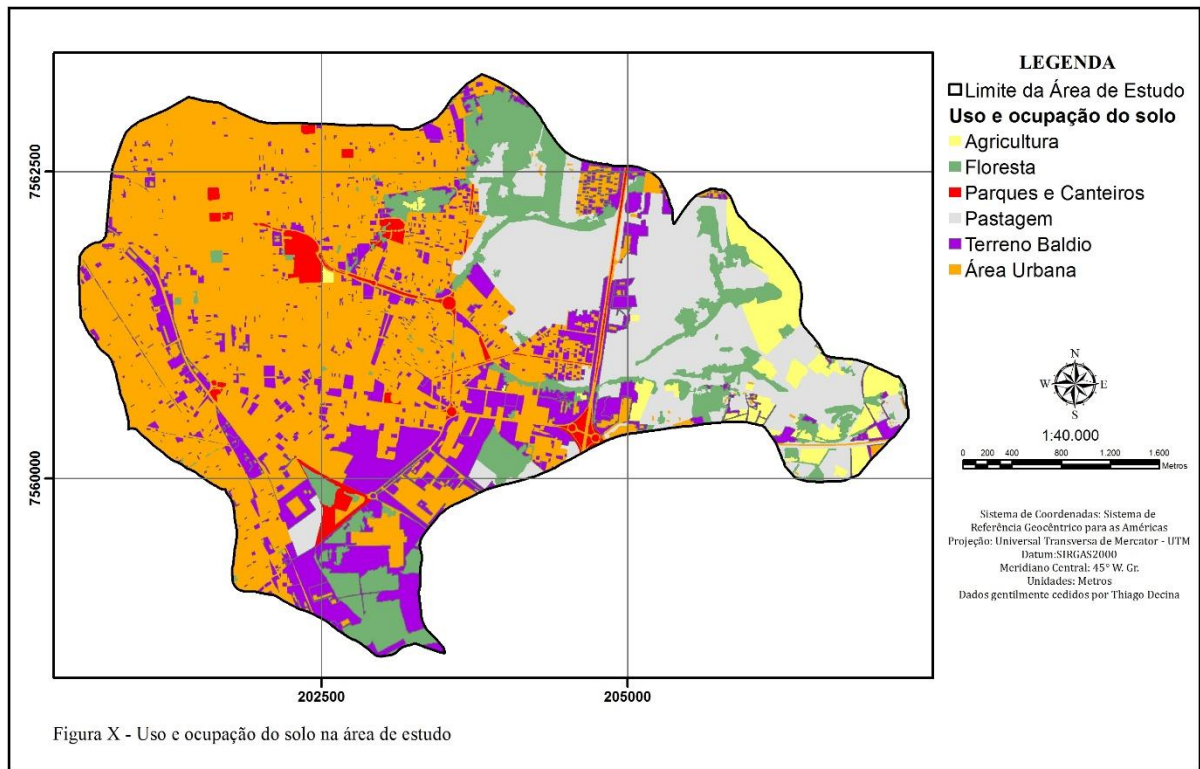 LEGENDA
Limite da Área de Estudo
Uso e ocupação do solo
Agricultura
Floresta
Parques e Canteiros
Pastagem
Terreno Baldio
Área Urbana
7562500
7560000
202500
205000
N
W
E
S
1:40.000
0 200 400 800 1.200 1.600
Metros
Sistema de Coordenadas: Sistema de
Referência Geocêntrico para as Américas
Projeção: Universal Transversa de Mercator - UTM
Datum:SIRGAS2000
Meridiano Central: 45º W. Gr.
Unidades: Metros
Dados gentilmente cedidos por Thiago Decina
Figura X - Uso e ocupação do solo na área de estudo